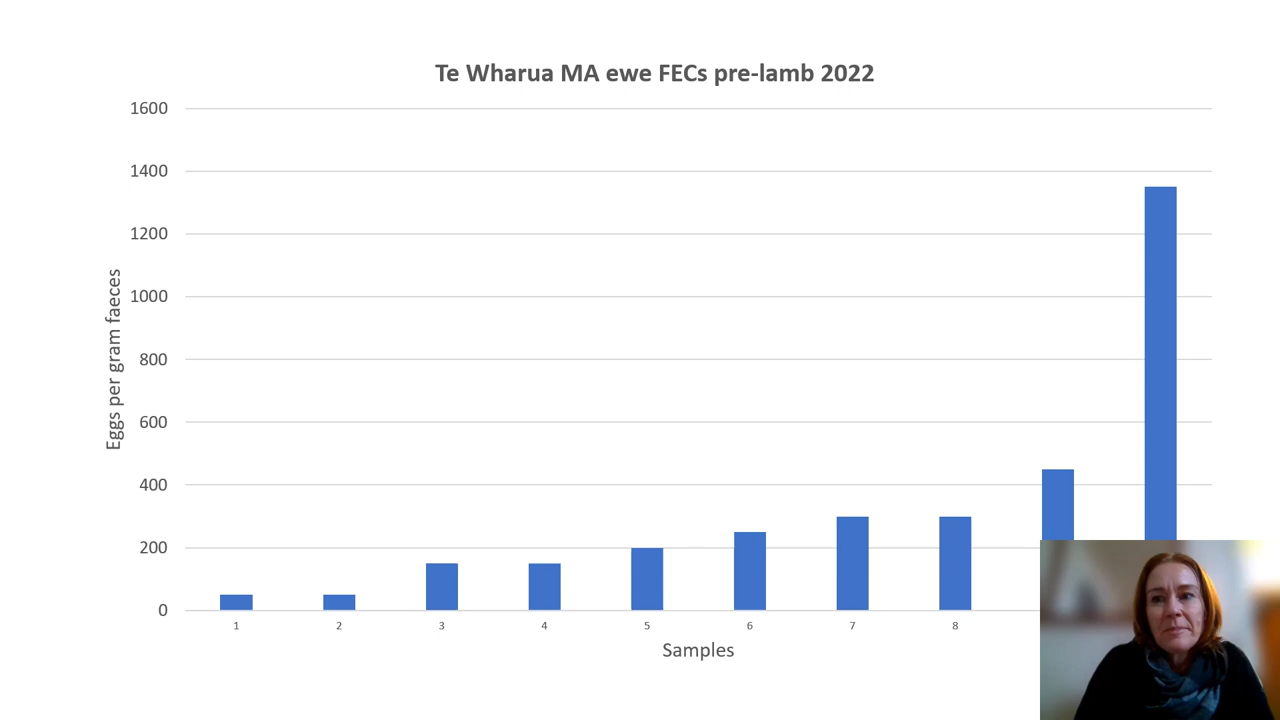 Te Wharua MA ewe FECs pre-lamb 2022
1600
1400
1200
1000
800
600
400
200
0
Eggs per gram faeces
1 2 3 4 5 6 7 8
Samples